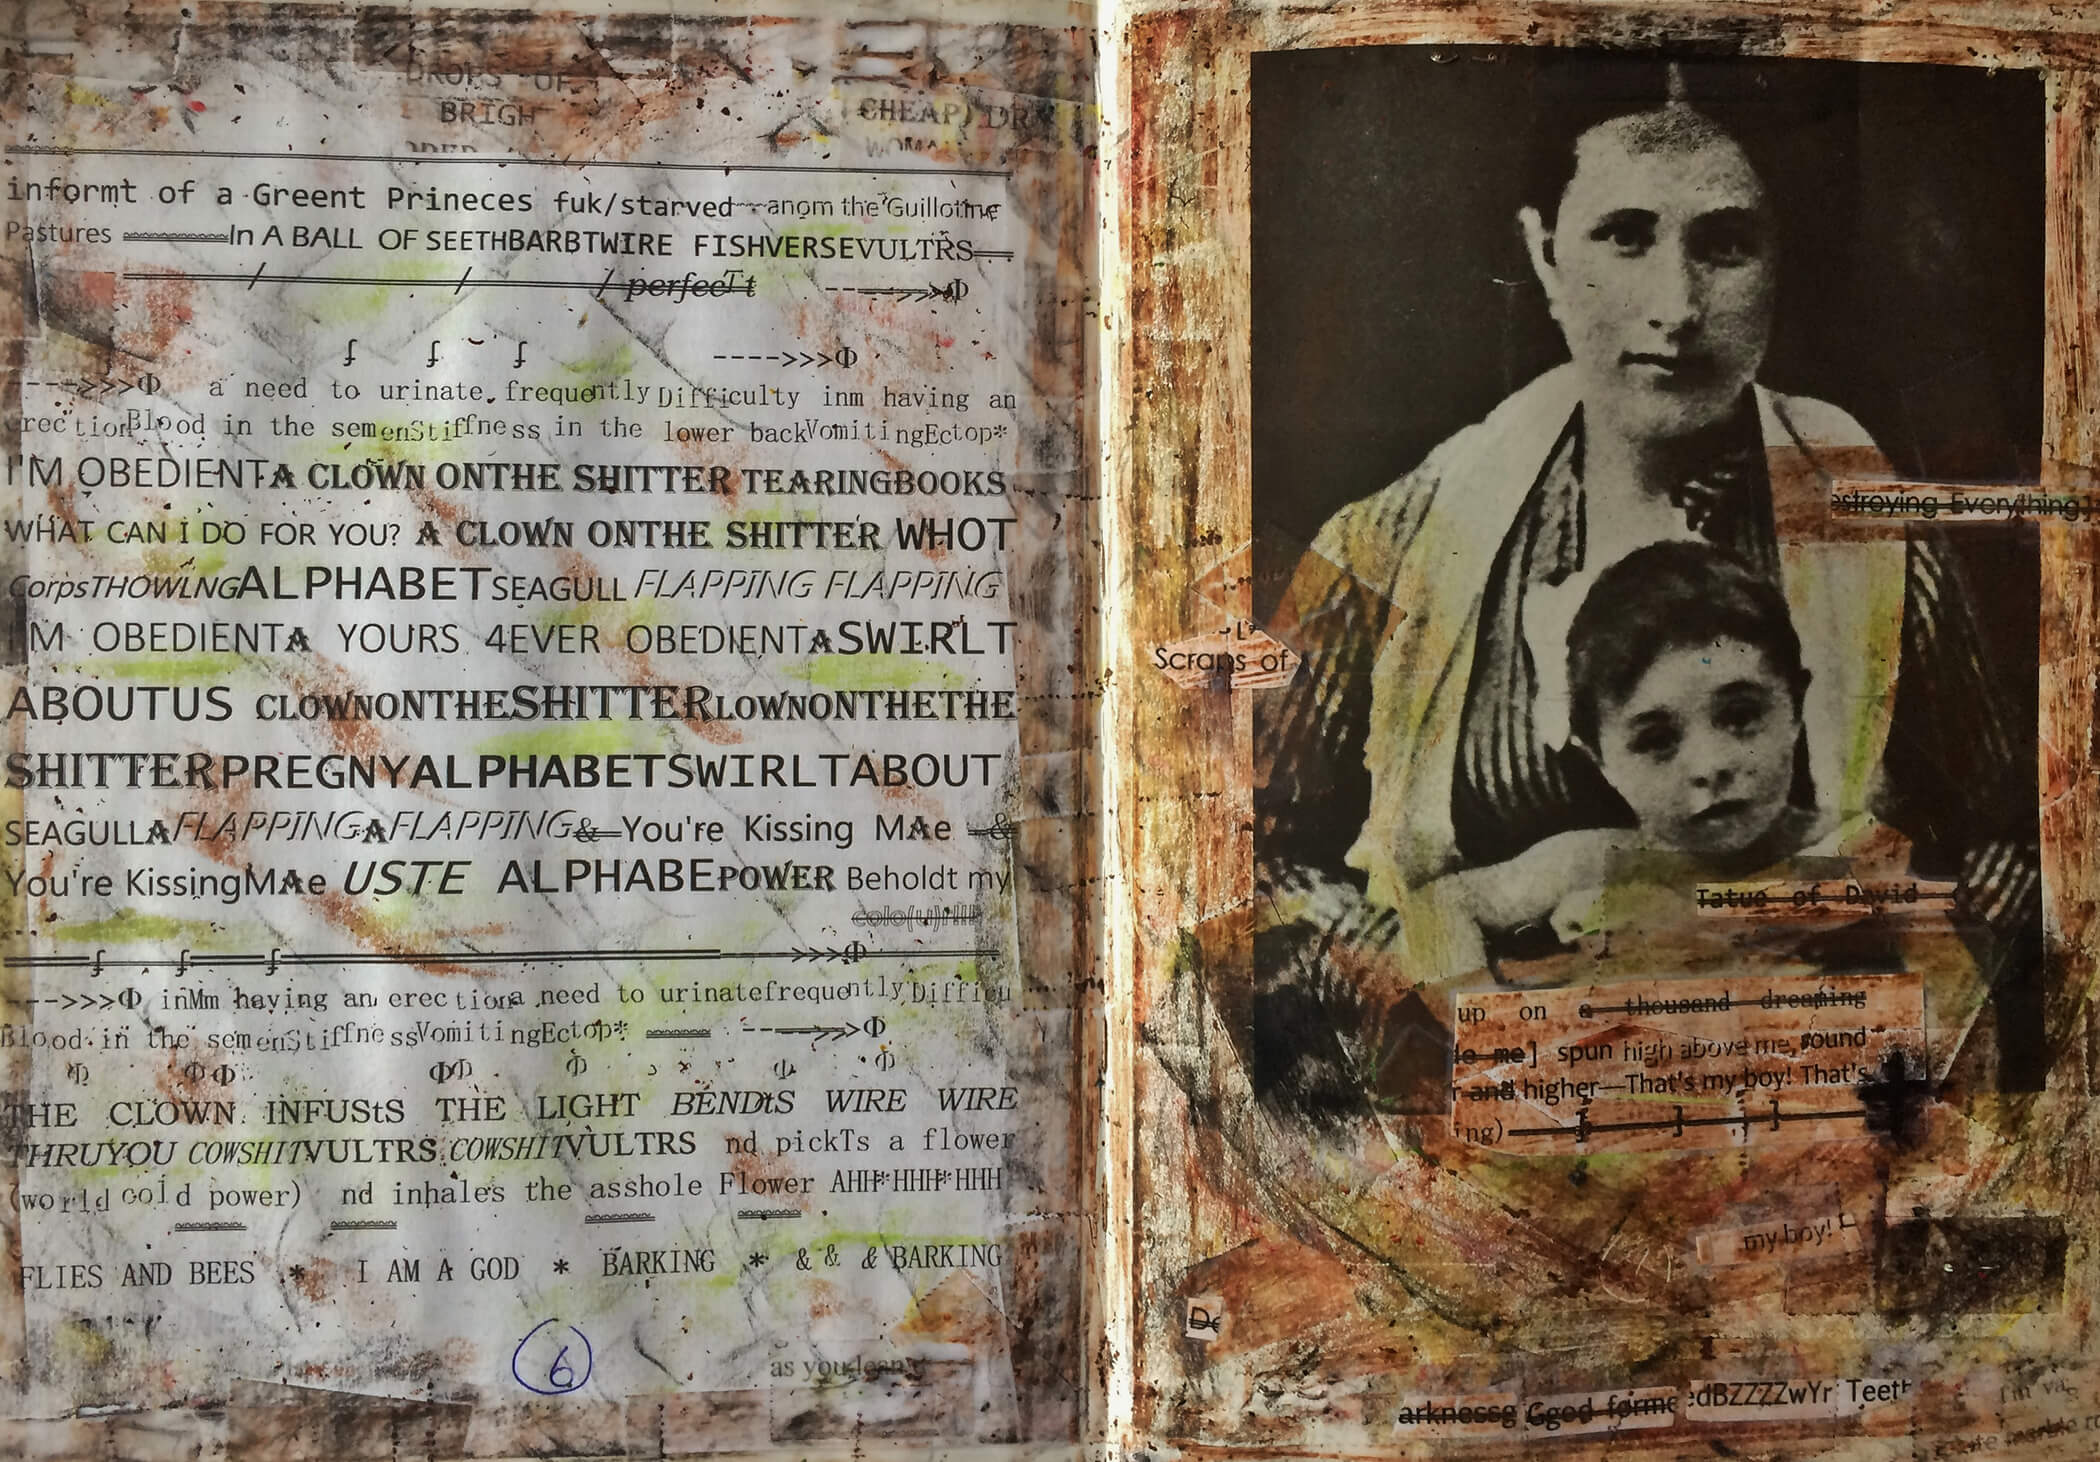 DROPS OF
BRIGH
CHEAP) DR
WOMA
informt of a Greent Prineces fuk/starved anom the Guillotine
Pastures In A BALL OF SEETHBARBTWIRE FISHVERSEVULTRS
/ / / perfecTt --->>>Φ
ʄ ʄ ʄ ---->>>Φ
---->>>Φ a need to urinate frequently Difficulty inm having an
erectionBlood in the semenStiffness in the lower backVomitingEctop*
I'M OBEDIENTA CLOWN ONTHE SHITTER TEARINGBOOKS
WHAT CAN I DO FOR YOU? A CLOWN ONTHE SHITTER WHOT
CorpsTHOWLNGALPHABETSEAGULL FLAPPING FLAPPING
I'M OBEDIENTA YOURS 4EVER OBEDIENTASWIRLT
ABOUTUS CLOWNONTHESHITTERLOWNONTHETHE
SHITTERPREGNYALPHABETSWIRLTABOUT
SEAGULLAFLAPPINGAFLAPPING& You're Kissing MAe &
You're KissingMAe USTE ALPHABEPOWER Beholdt my
ʄ ʄ ʄ --->>>Φ
--->>>Φ inMm having an erectiona need to urinatefrequently Difficu
Blood in the semenStiffnessVomitingEctop* --->>>Φ
Φ ΦΦ ΦΦ Φ Φ Φ
THE CLOWN INFUStS THE LIGHT BENDtS WIRE WIRE
THRUYOU COWSHITVULTRS COWSHITVULTRS nd pickTs a flower
(world cold power) nd inhales the asshole Flower AHH*HHH*HHH
FLIES AND BEES * I AM A GOD * BARKING * & & & BARKING
6
as you lean
estroying Everything
Scraps of
Tatue of David
up on a thousand dreaming
le me] spun high above me, round
r and higher—That's my boy! That's
ing) ] ]
my boy!
De
arknessg Gged forme edBZZZZwYr Teeth
I'm va